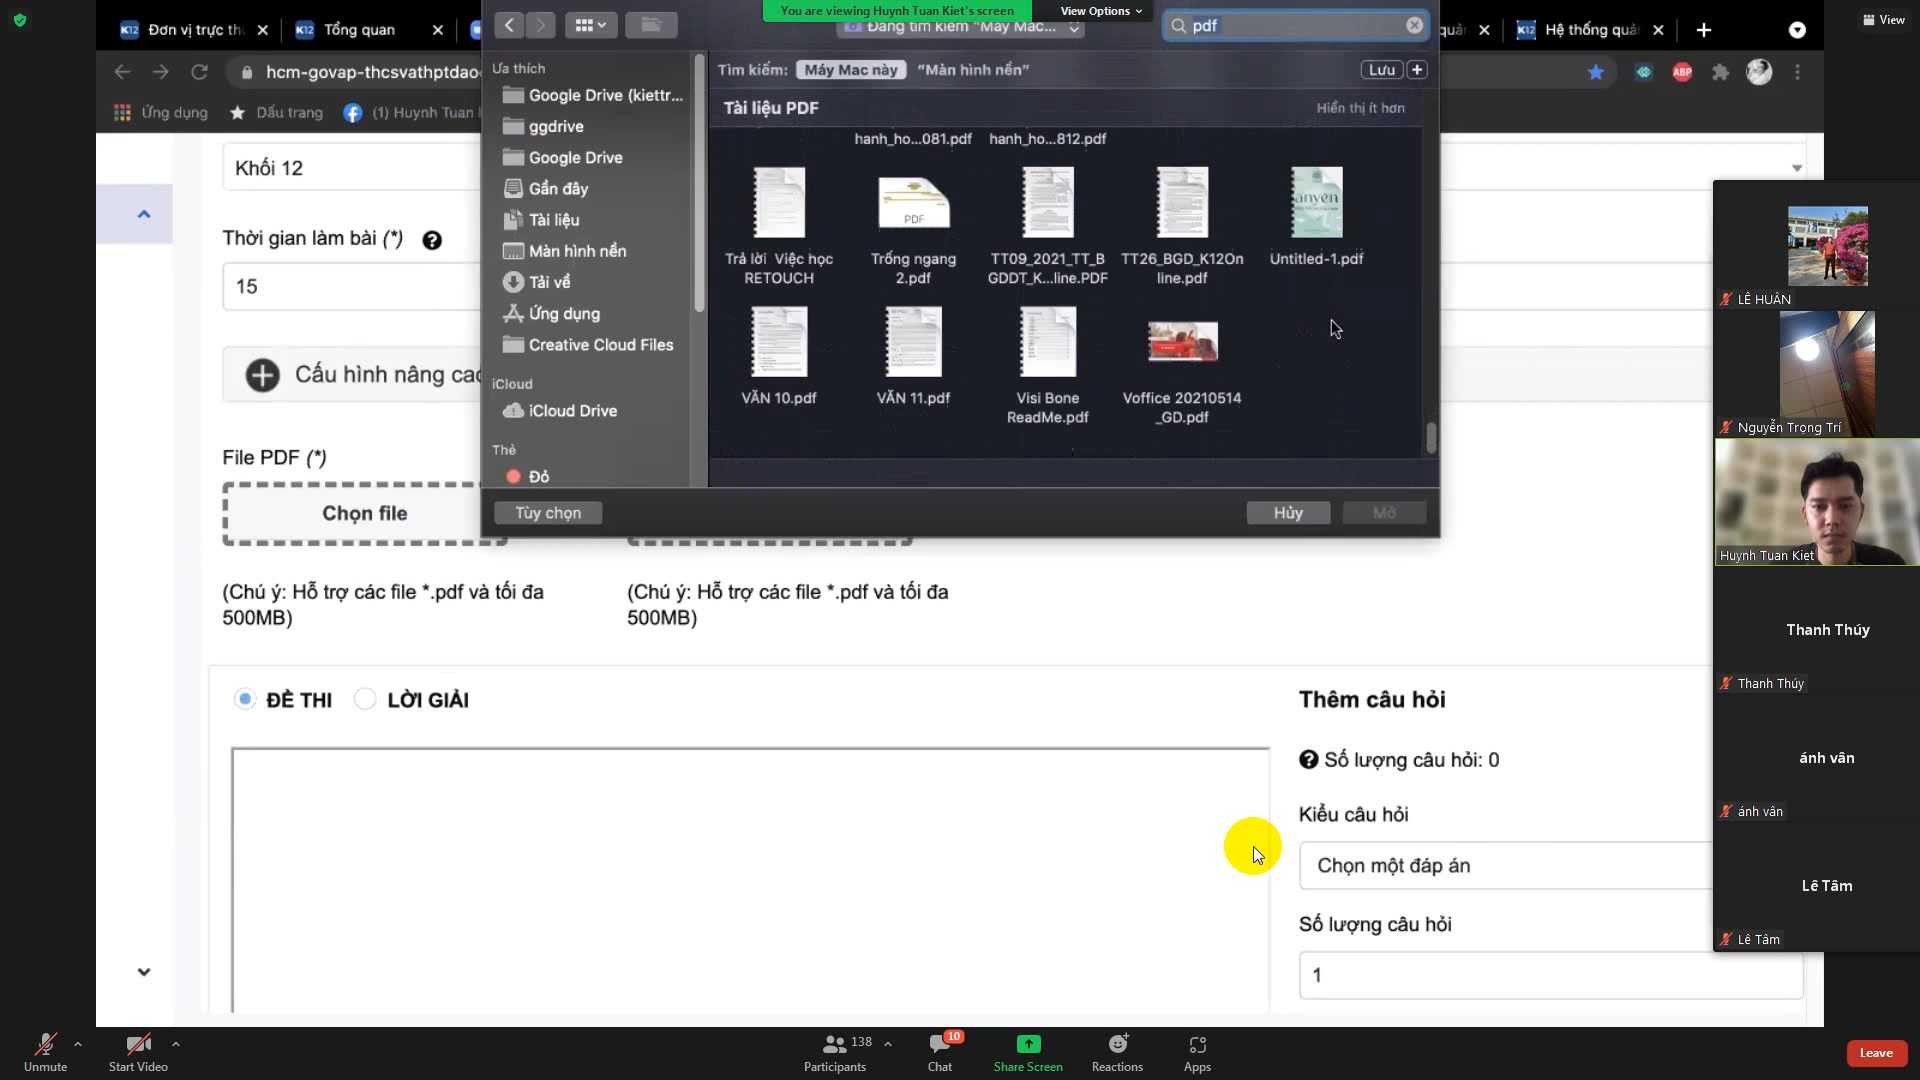 You are viewing Huynh Tuan Kiet's screen
View Options
View
Đơn vị trực th
Tổng quan
Đang tìm kiếm "Máy Mac...
pdf
quả
Hệ thống quả
hcm-govap-thcsvathptdao
ABP
Ứng dụng
Dấu trang
(1) Huynh Tuan
Ưa thích
Google Drive (kiettr...
ggdrive
Google Drive
Gần đây
Tài liệu
Màn hình nền
Tải về
Ứng dụng
Creative Cloud Files
iCloud
iCloud Drive
Thẻ
Đỏ
Tìm kiếm:
Máy Mac này
“Màn hình nền”
Lưu
Tài liệu PDF
Hiển thị ít hơn
hanh_ho...081.pdf
hanh_ho...812.pdf
PDF
anyên
Trả lời Việc học
RETOUCH
Trống ngang
2.pdf
TT09_2021_TT_B
GDDT_K...line.PDF
TT26_BGD_K12On
line.pdf
Untitled-1.pdf
VĂN 10.pdf
VĂN 11.pdf
Visi Bone
ReadMe.pdf
Voffice 20210514
_GD.pdf
Tùy chọn
Hủy
Mở
Khối 12
Thời gian làm bài (*)
15
Cấu hình nâng cao
File PDF (*)
Chọn file
(Chú ý: Hỗ trợ các file *.pdf và tối đa
500MB)
(Chú ý: Hỗ trợ các file *.pdf và tối đa
500MB)
ĐỀ THI
LỜI GIẢI
Thêm câu hỏi
Số lượng câu hỏi: 0
Kiểu câu hỏi
Chọn một đáp án
Số lượng câu hỏi
1
LÊ HUÂN
Nguyễn Trọng Trí
Huynh Tuan Kiet
Thanh Thúy
Thanh Thúy
ánh vân
ánh vân
Lê Tâm
Lê Tâm
Unmute
Start Video
138
Participants
10
Chat
Share Screen
Reactions
Apps
Leave